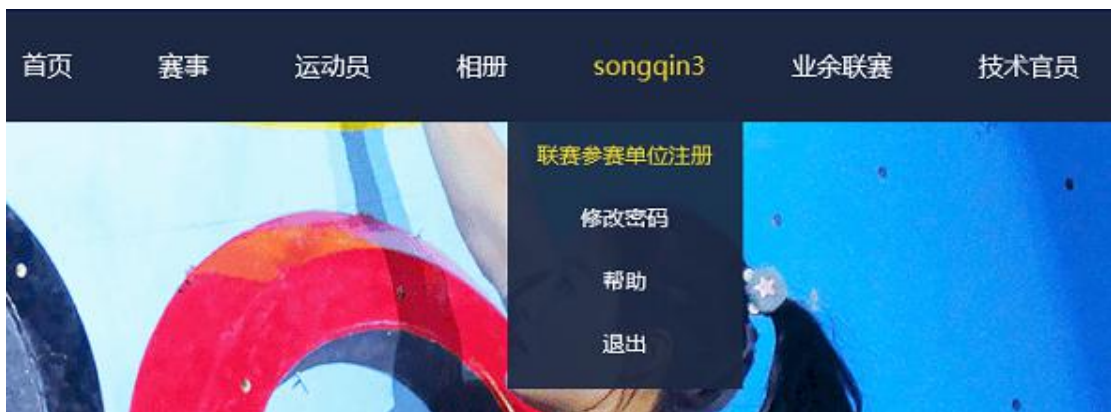 首页 赛事 运动员 相册 songqin3 业余联赛 技术官员
联赛参赛单位注册
修改密码
帮助
退出